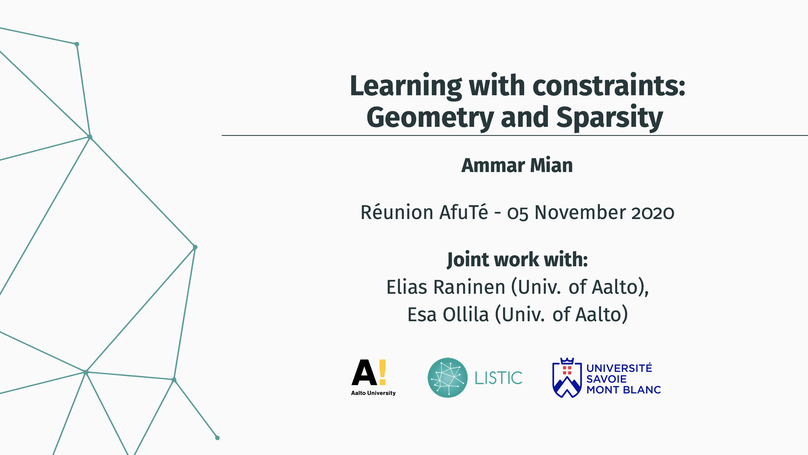 Learning with constraints:
Geometry and Sparsity
Ammar Mian
Réunion AfuTé - 05 November 2020
Joint work with:
Elias Raninen (Univ. of Aalto),
Esa Ollila (Univ. of Aalto)
A!
Aalto University
LISTIC
UNIVERSITÉ
SAVOIE
MONT BLANC